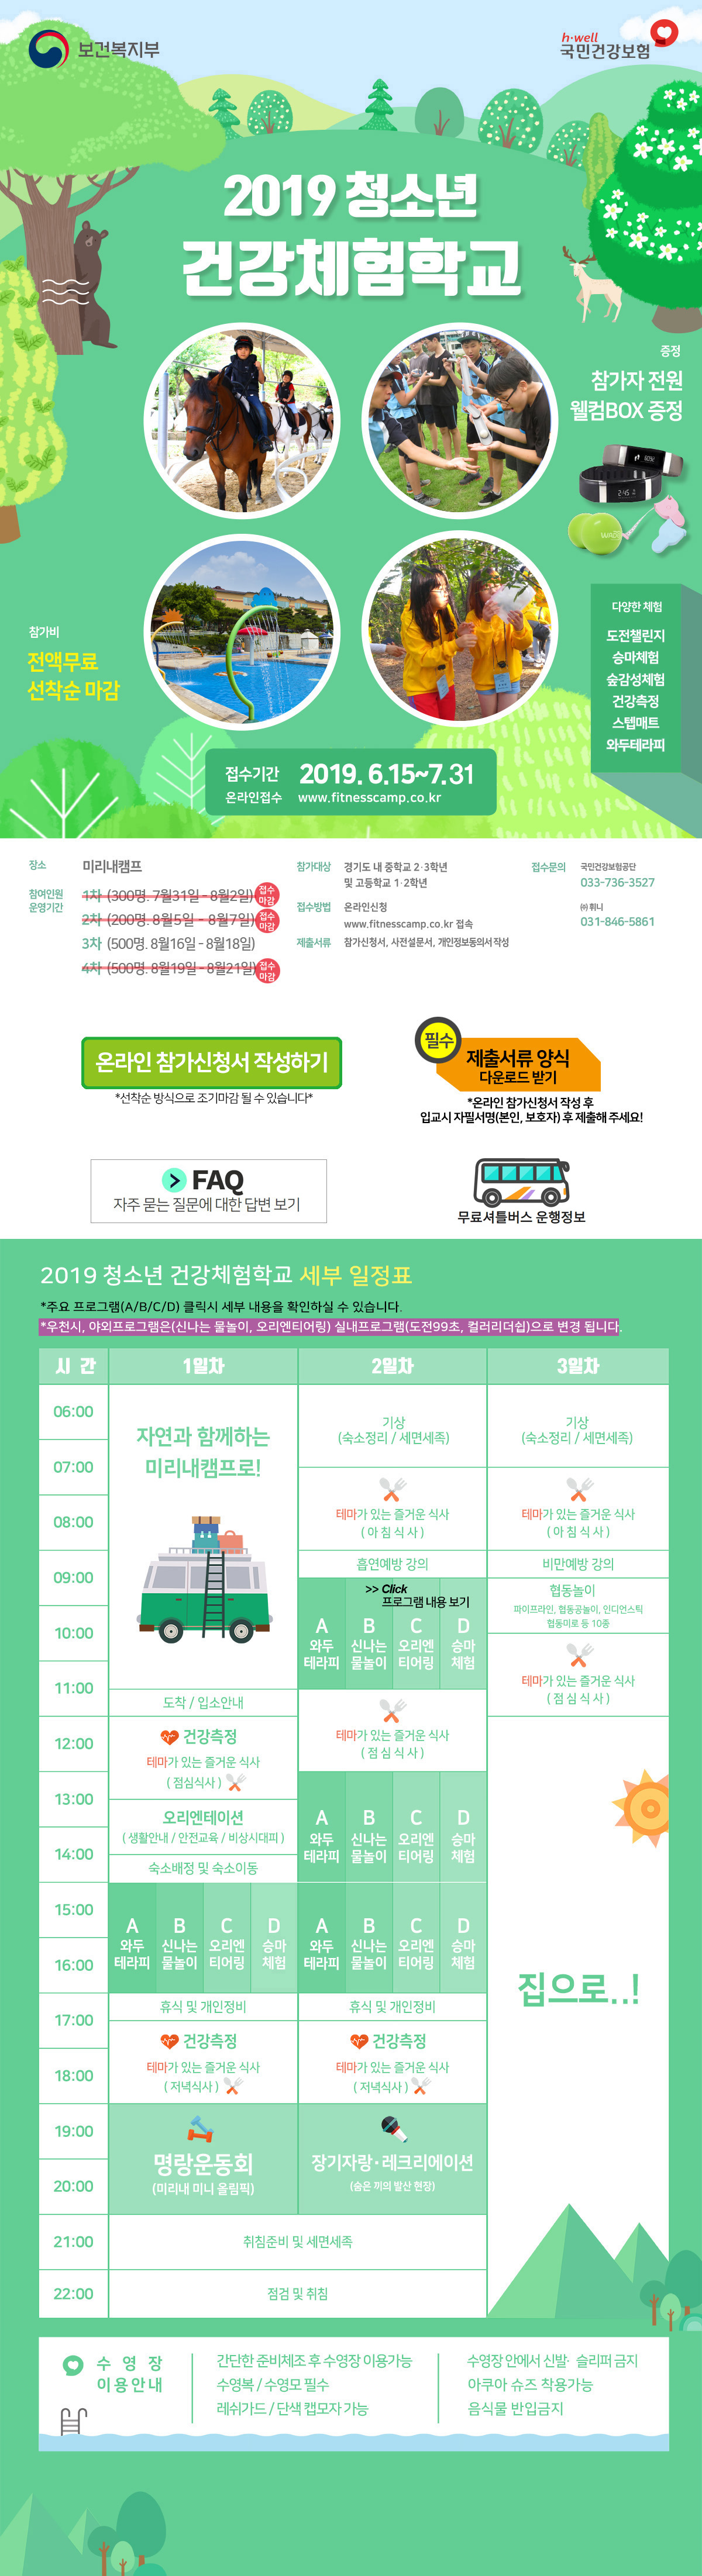 보건복지부
h·well
국민건강보험
2019 청소년
건강체험학교
증정
참가자 전원
웰컴BOX 증정
참가비
전액무료
선착순 마감
다양한 체험
도전챌린지
승마체험
숲감성체험
건강측정
스텝매트
와두테라피
접수기간 2019. 6.15~7.31
온라인접수 www.fitnesscamp.co.kr
장소 미리내캠프
참여인원
운영기간
1차 (300명. 7월31일 - 8월2일) 접수마감
2차 (200명. 8월5일 - 8월7일) 접수마감
3차 (500명. 8월16일 - 8월18일)
4차 (500명. 8월19일 - 8월21일) 접수마감
참가대상 경기도 내 중학교 2·3학년
및 고등학교 1·2학년
접수방법 온라인신청
www.fitnesscamp.co.kr 접속
제출서류 참가신청서, 사전설문서, 개인정보동의서 작성
접수문의 국민건강보험공단
033-736-3527
㈜ 휘니
031-846-5861
온라인 참가신청서 작성하기
*선착순 방식으로 조기마감 될 수 있습니다*
필수
제출서류 양식
다운로드 받기
*온라인 참가신청서 작성 후
입교시 자필서명(본인, 보호자) 후 제출해 주세요!
FAQ
자주 묻는 질문에 대한 답변 보기
무료셔틀버스 운행정보
2019 청소년 건강체험학교 세부 일정표
*주요 프로그램(A/B/C/D) 클릭시 세부 내용을 확인하실 수 있습니다.
*우천시, 야외프로그램은(신나는 물놀이, 오리엔티어링) 실내프로그램(도전99초, 컬러리더쉽)으로 변경 됩니다.
시 간 1일차 2일차 3일차
06:00
07:00
08:00
09:00
10:00
11:00
12:00
13:00
14:00
15:00
16:00
17:00
18:00
19:00
20:00
21:00
22:00
자연과 함께하는
미리내캠프로!
도착 / 입소안내
건강측정
테마가 있는 즐거운 식사
( 점심식사 )
오리엔테이션
( 생활안내 / 안전교육 / 비상시대피 )
숙소배정 및 숙소이동
A B C D
와두 신나는 오리엔 승마
테라피 물놀이 티어링 체험
휴식 및 개인정비
건강측정
테마가 있는 즐거운 식사
( 저녁식사 )
명랑운동회
(미리내 미니 올림픽)
기상
(숙소정리 / 세면세족)
테마가 있는 즐거운 식사
( 아 침 식 사 )
흡연예방 강의
>> Click
프로그램 내용 보기
A B C D
와두 신나는 오리엔 승마
테라피 물놀이 티어링 체험
테마가 있는 즐거운 식사
( 점 심 식 사 )
A B C D
와두 신나는 오리엔 승마
테라피 물놀이 티어링 체험
A B C D
와두 신나는 오리엔 승마
테라피 물놀이 티어링 체험
휴식 및 개인정비
건강측정
테마가 있는 즐거운 식사
( 저녁식사 )
장기자랑·레크리에이션
(숨은 끼의 발산 현장)
취침준비 및 세면세족
점검 및 취침
기상
(숙소정리 / 세면세족)
테마가 있는 즐거운 식사
( 아 침 식 사 )
비만예방 강의
협동놀이
파이프라인, 협동공놀이, 인디언스틱
협동미로 등 10종
테마가 있는 즐거운 식사
( 점 심 식 사 )
집으로..!
수 영 장
이용안내
간단한 준비체조 후 수영장 이용가능
수영복 / 수영모 필수
레쉬가드 / 단색 캡모자 가능
수영장 안에서 신발· 슬리퍼 금지
아쿠아 슈즈 착용가능
음식물 반입금지